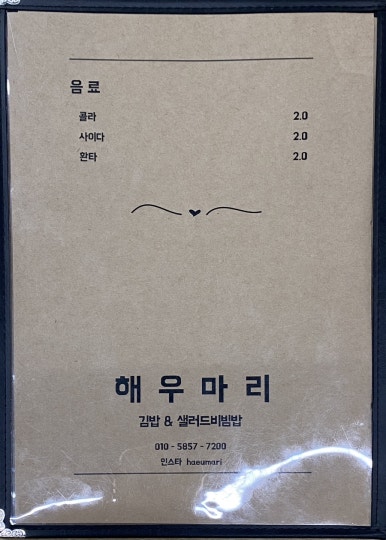 음료
콜라 2.0
사이다 2.0
환타 2.0
해우마리
김밥 & 샐러드비빔밥
010 - 5857 - 7200
인스타 haeumari